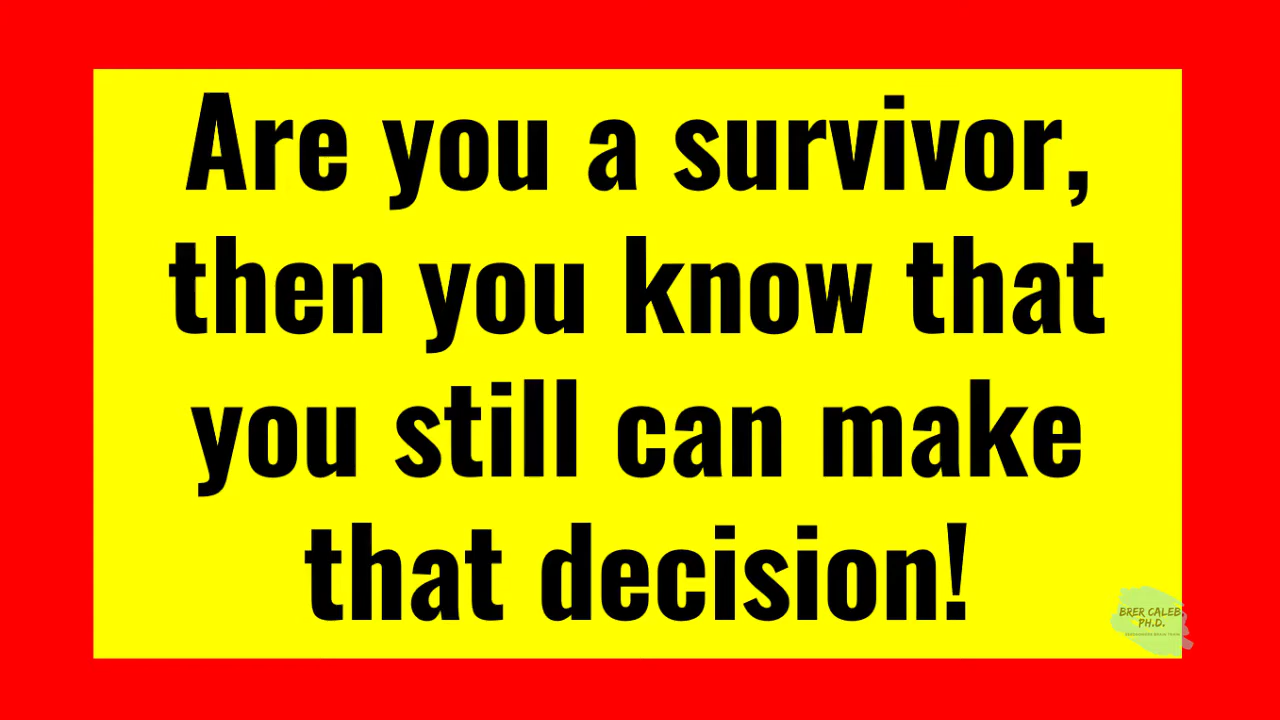 Are you a survivor,
then you know that
you still can make
that decision!
BRER CALEB
PH.D.